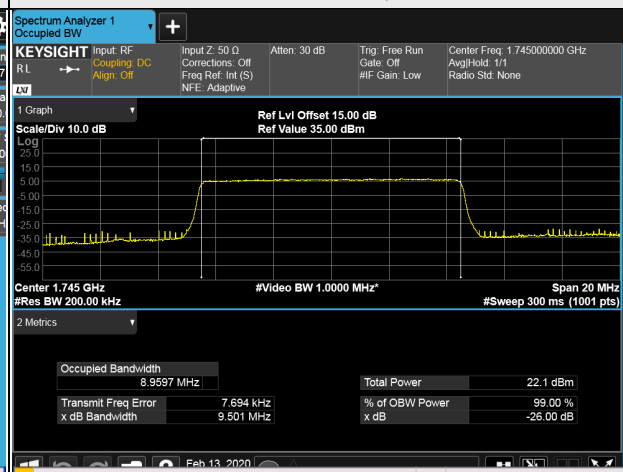 Spectrum Analyzer 1
Occupied BW
+
KEYSIGHT Input: RF Input Z: 50 Ω Atten: 30 dB Trig: Free Run Center Freq: 1.745000000 GHz
RL Coupling: DC Corrections: Off Gate: Off Avg|Hold: 1/1
Align: Off Freq Ref: Int (S) #IF Gain: Low Radio Std: None
LXI NFE: Adaptive
1 Graph Ref Lvl Offset 15.00 dB
Scale/Div 10.0 dB Ref Value 35.00 dBm
Log
25.0
15.0
5.00
-5.00
-15.0
-25.0
-35.0
-45.0
-55.0
Center 1.745 GHz #Video BW 1.0000 MHz* Span 20 MHz
#Res BW 200.00 kHz #Sweep 300 ms (1001 pts)
2 Metrics
Occupied Bandwidth
8.9597 MHz Total Power 22.1 dBm
Transmit Freq Error 7.694 kHz % of OBW Power 99.00 %
x dB Bandwidth 9.501 MHz x dB -26.00 dB
Feb 13, 2020